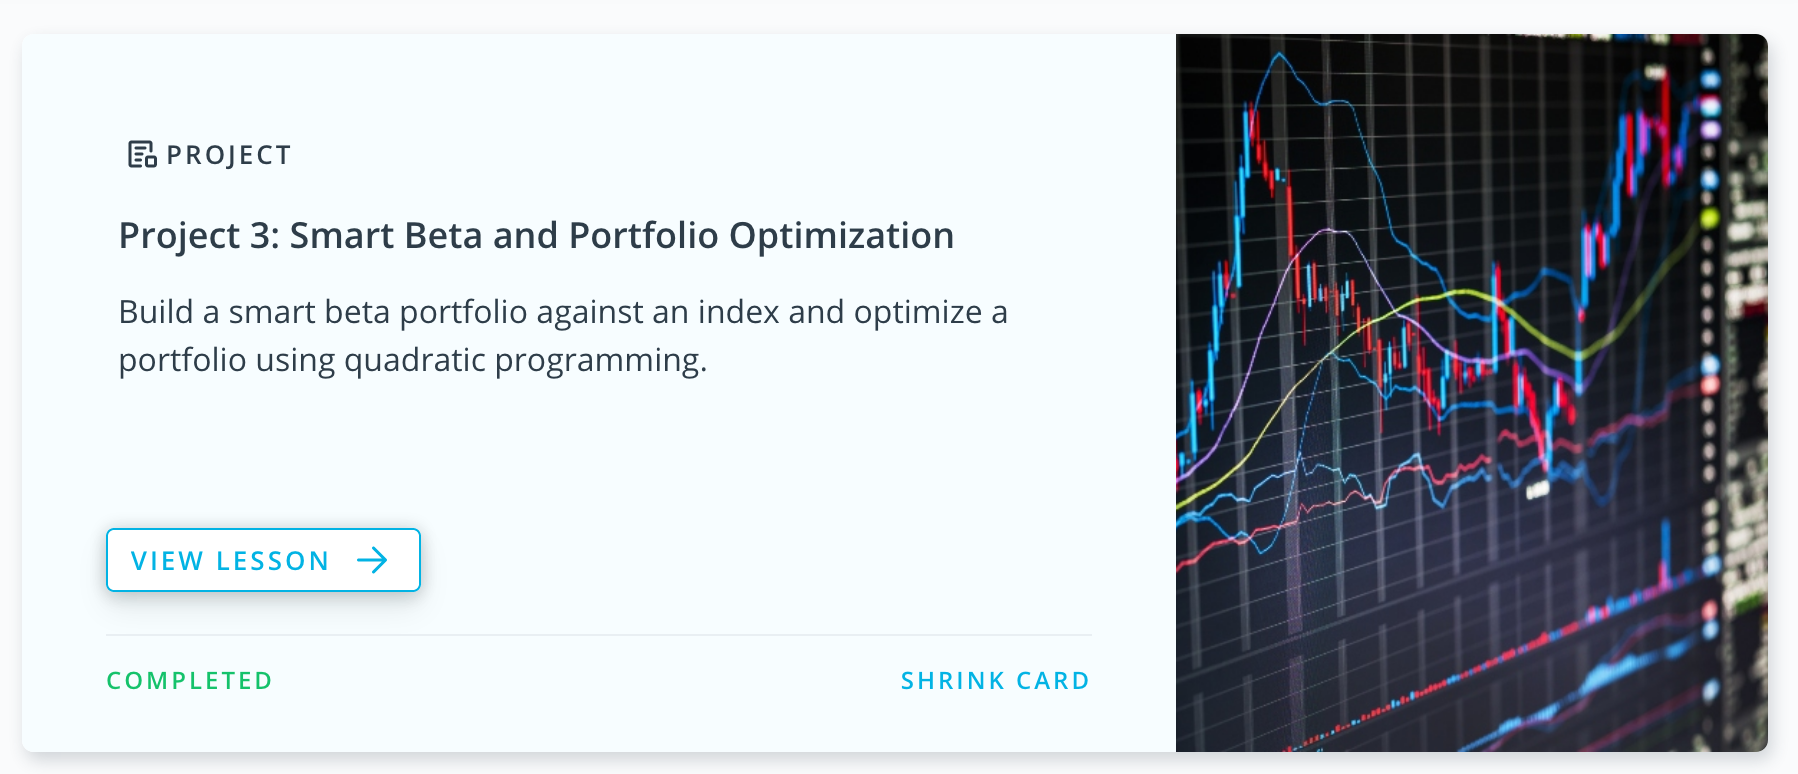 PROJECT
Project 3: Smart Beta and Portfolio Optimization
Build a smart beta portfolio against an index and optimize a
portfolio using quadratic programming.
VIEW LESSON
COMPLETED
SHRINK CARD